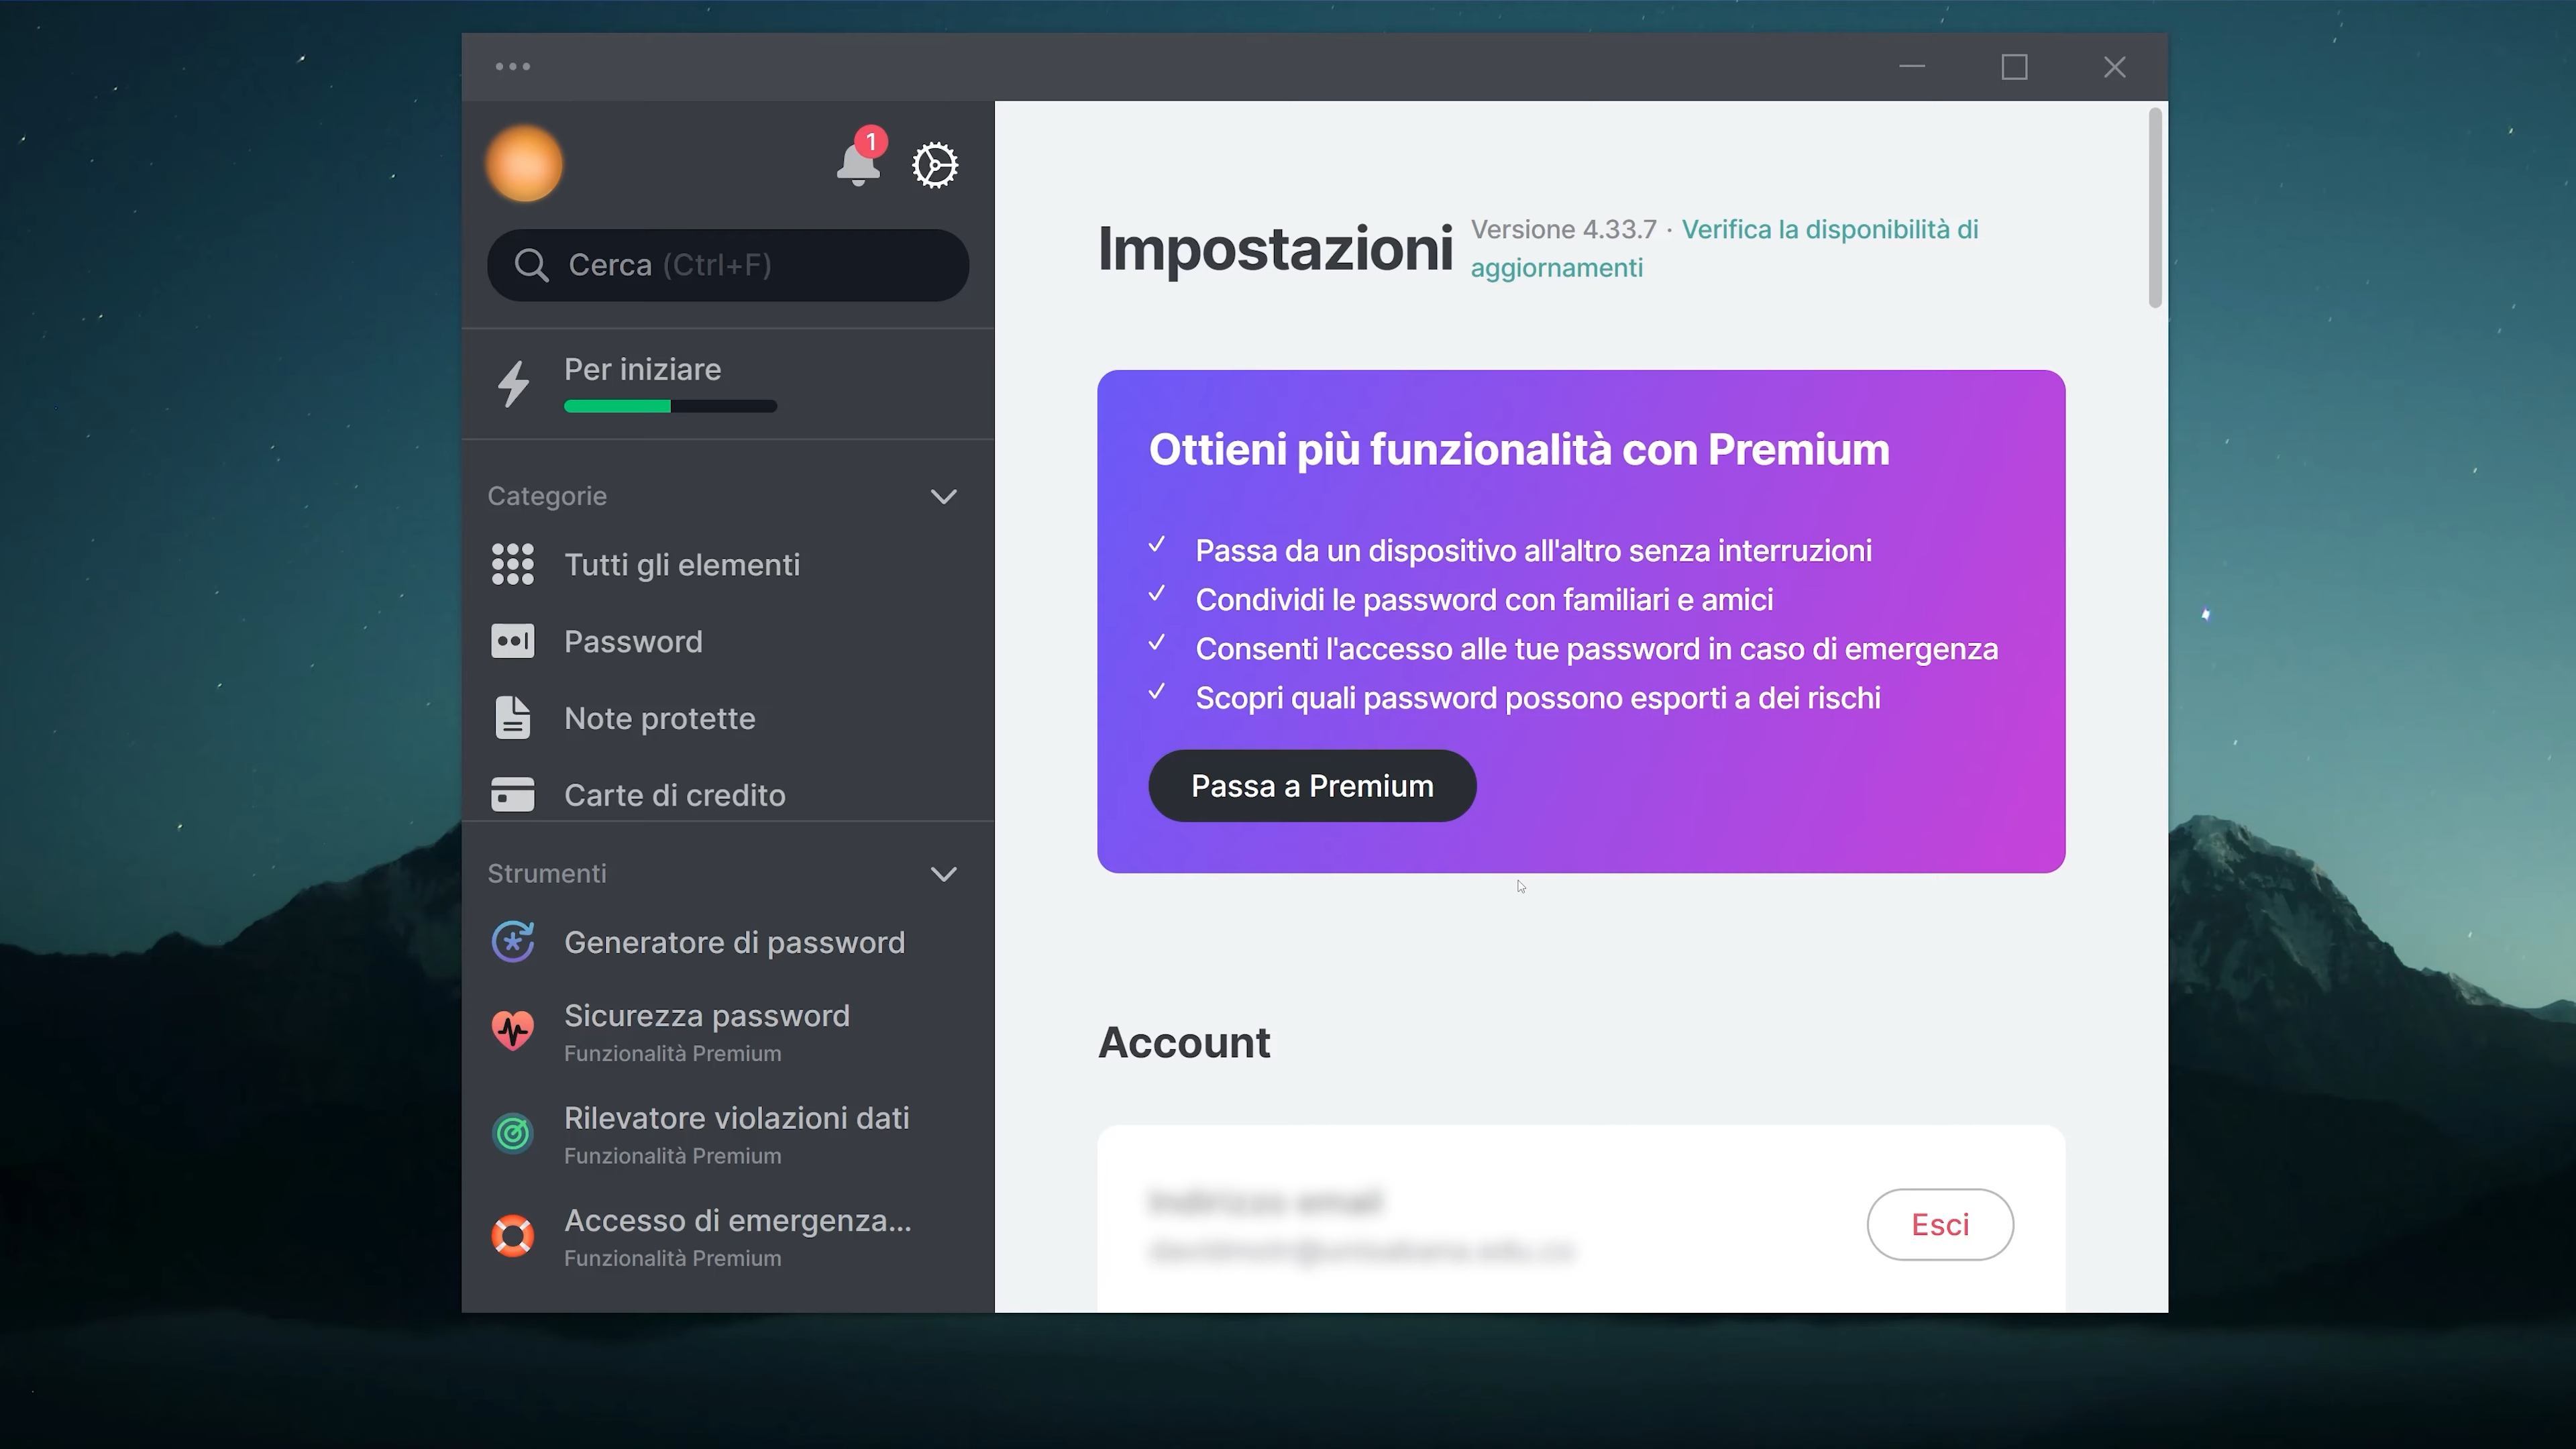 1
Cerca (Ctrl+F)
Per iniziare
Categorie
Tutti gli elementi
Password
Note protette
Carte di credito
Strumenti
Generatore di password
Sicurezza password
Funzionalità Premium
Rilevatore violazioni dati
Funzionalità Premium
Accesso di emergenza...
Funzionalità Premium
Impostazioni
Versione 4.33.7 · Verifica la disponibilità di
aggiornamenti
Ottieni più funzionalità con Premium
Passa da un dispositivo all'altro senza interruzioni
Condividi le password con familiari e amici
Consenti l'accesso alle tue password in caso di emergenza
Scopri quali password possono esporti a dei rischi
Passa a Premium
Account
Esci